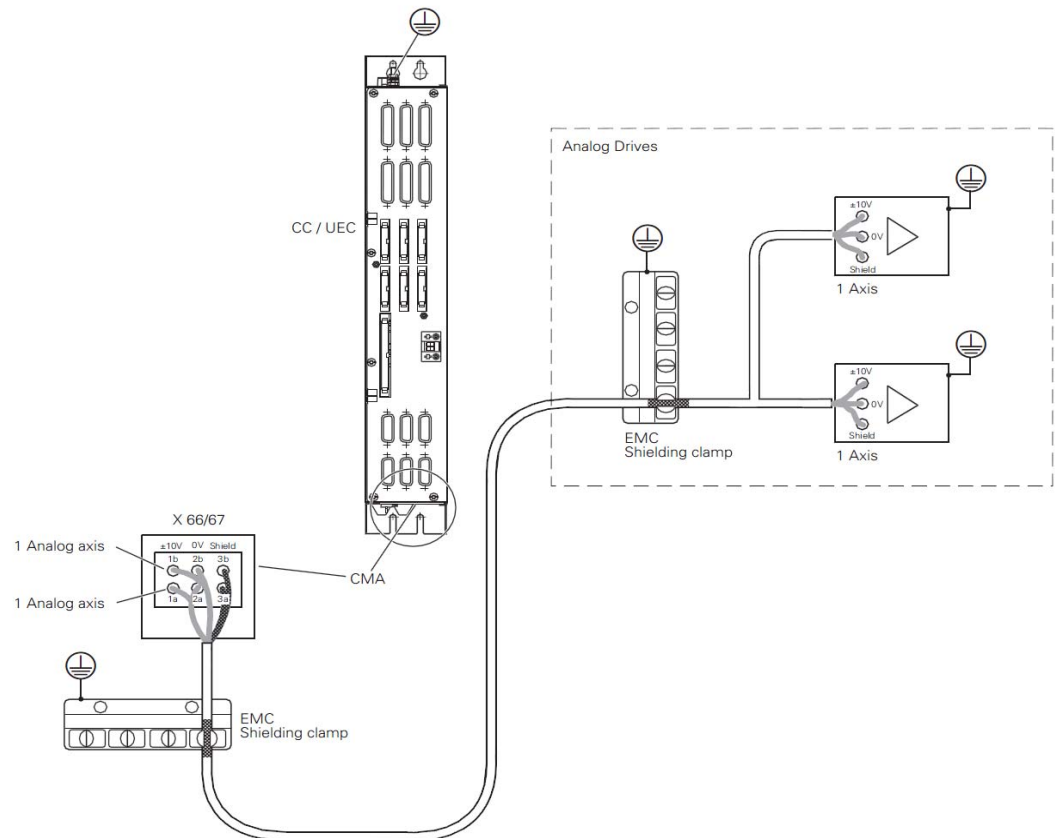 Analog Drives
CC / UEC
±10V
0V
Shield
1 Axis
±10V
0V
Shield
1 Axis
EMC
Shielding clamp
X 66/67
±10V 0V Shield
1 Analog axis
1b 2b 3b
1 Analog axis
1a 2a 3a
CMA
EMC
Shielding clamp